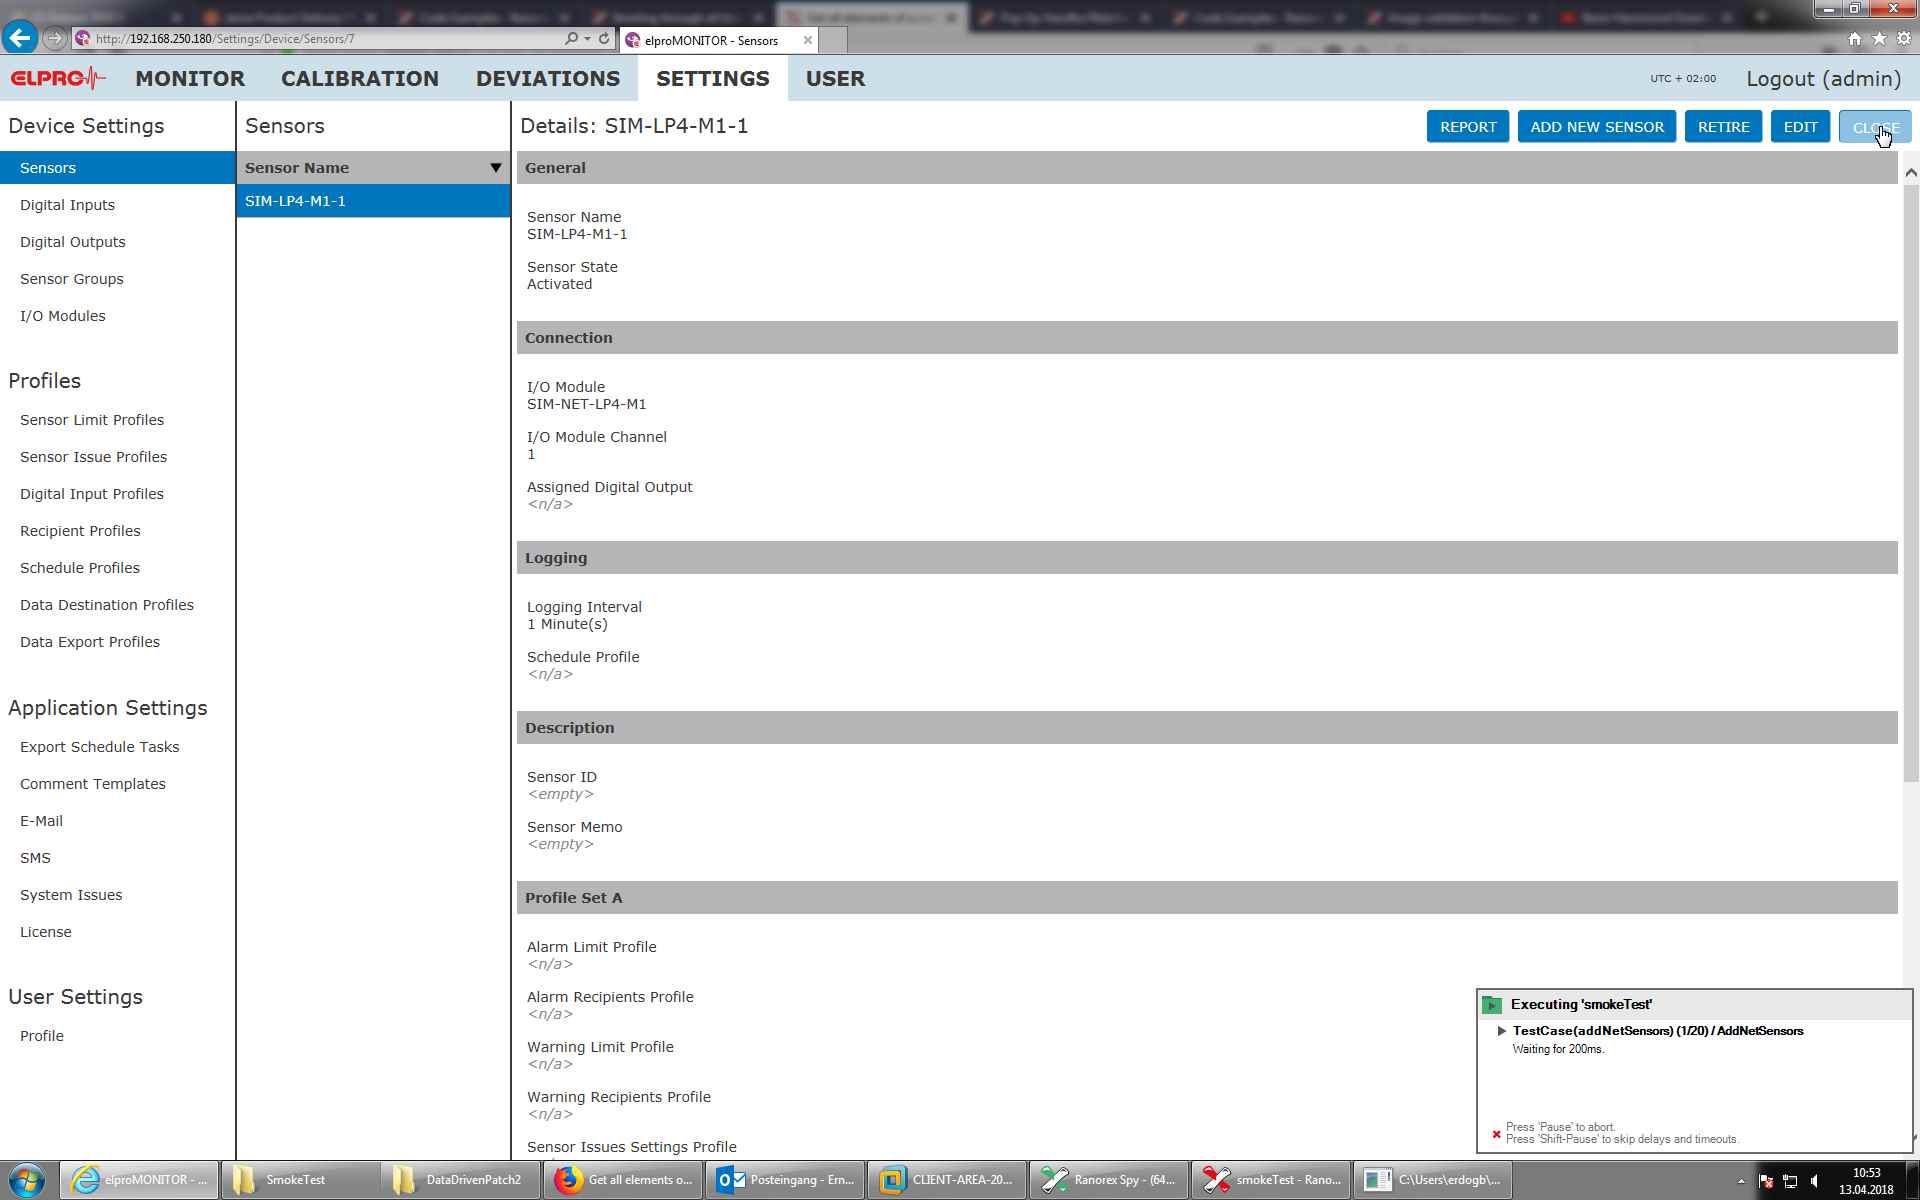 http://192.168.250.180/Settings/Device/Sensors/7
elproMONITOR - Sensors
ELPRO
MONITOR
CALIBRATION
DEVIATIONS
SETTINGS
USER
UTC + 02:00
Logout (admin)
Device Settings
Sensors
Digital Inputs
Digital Outputs
Sensor Groups
I/O Modules
Profiles
Sensor Limit Profiles
Sensor Issue Profiles
Digital Input Profiles
Recipient Profiles
Schedule Profiles
Data Destination Profiles
Data Export Profiles
Application Settings
Export Schedule Tasks
Comment Templates
E-Mail
SMS
System Issues
License
User Settings
Profile
Sensors
Sensor Name
SIM-LP4-M1-1
Details: SIM-LP4-M1-1
REPORT
ADD NEW SENSOR
RETIRE
EDIT
CLOSE
General
Sensor Name
SIM-LP4-M1-1
Sensor State
Activated
Connection
I/O Module
SIM-NET-LP4-M1
I/O Module Channel
1
Assigned Digital Output
<n/a>
Logging
Logging Interval
1 Minute(s)
Schedule Profile
<n/a>
Description
Sensor ID
<empty>
Sensor Memo
<empty>
Profile Set A
Alarm Limit Profile
<n/a>
Alarm Recipients Profile
<n/a>
Warning Limit Profile
<n/a>
Warning Recipients Profile
<n/a>
Sensor Issues Settings Profile
Executing 'smokeTest'
TestCase(addNetSensors) (1/20) / AddNetSensors
Waiting for 200ms.
Press 'Pause' to abort.
Press 'Shift-Pause' to skip delays and timeouts.
elproMONITOR - ...
SmokeTest
DataDrivenPatch2
Get all elements o...
Posteingang - Ern...
CLIENT-AREA-20...
Ranorex Spy - (64...
smokeTest - Rano...
C:\Users\erdogb\...
10:53
13.04.2018